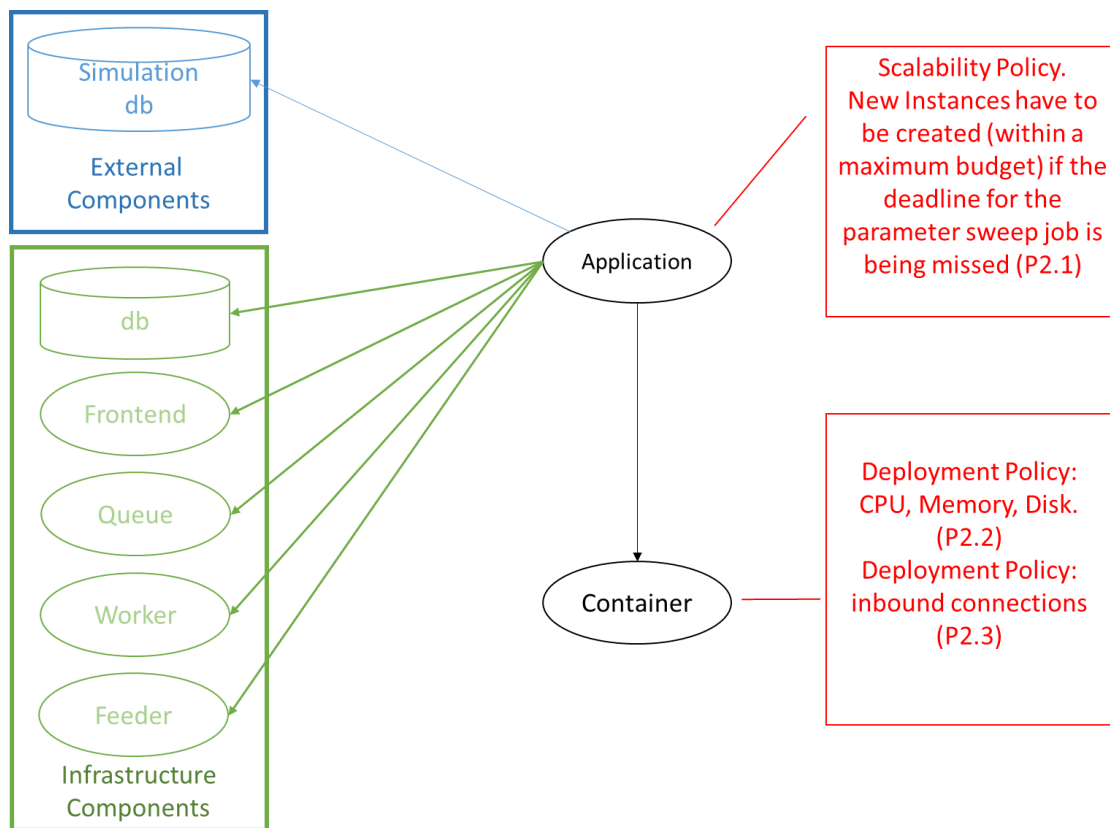 Simulation
db
External
Components
db
Frontend
Queue
Worker
Feeder
Infrastructure
Components
Application
Container
Scalability Policy.
New Instances have to
be created (within a
maximum budget) if the
deadline for the
parameter sweep job is
being missed (P2.1)
Deployment Policy:
CPU, Memory, Disk.
(P2.2)
Deployment Policy:
inbound connections
(P2.3)